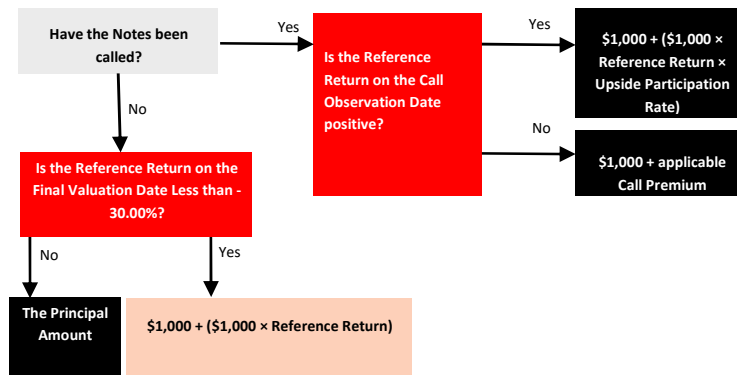 Have the Notes been
called?
Yes
Is the Reference
Return on the Call
Observation Date
positive?
Yes
$1,000 + ($1,000 ×
Reference Return ×
Upside Participation
Rate)
No
$1,000 + applicable
Call Premium
No
Is the Reference Return on the
Final Valuation Date Less than -
30.00%?
No
The Principal
Amount
Yes
$1,000 + ($1,000 × Reference Return)